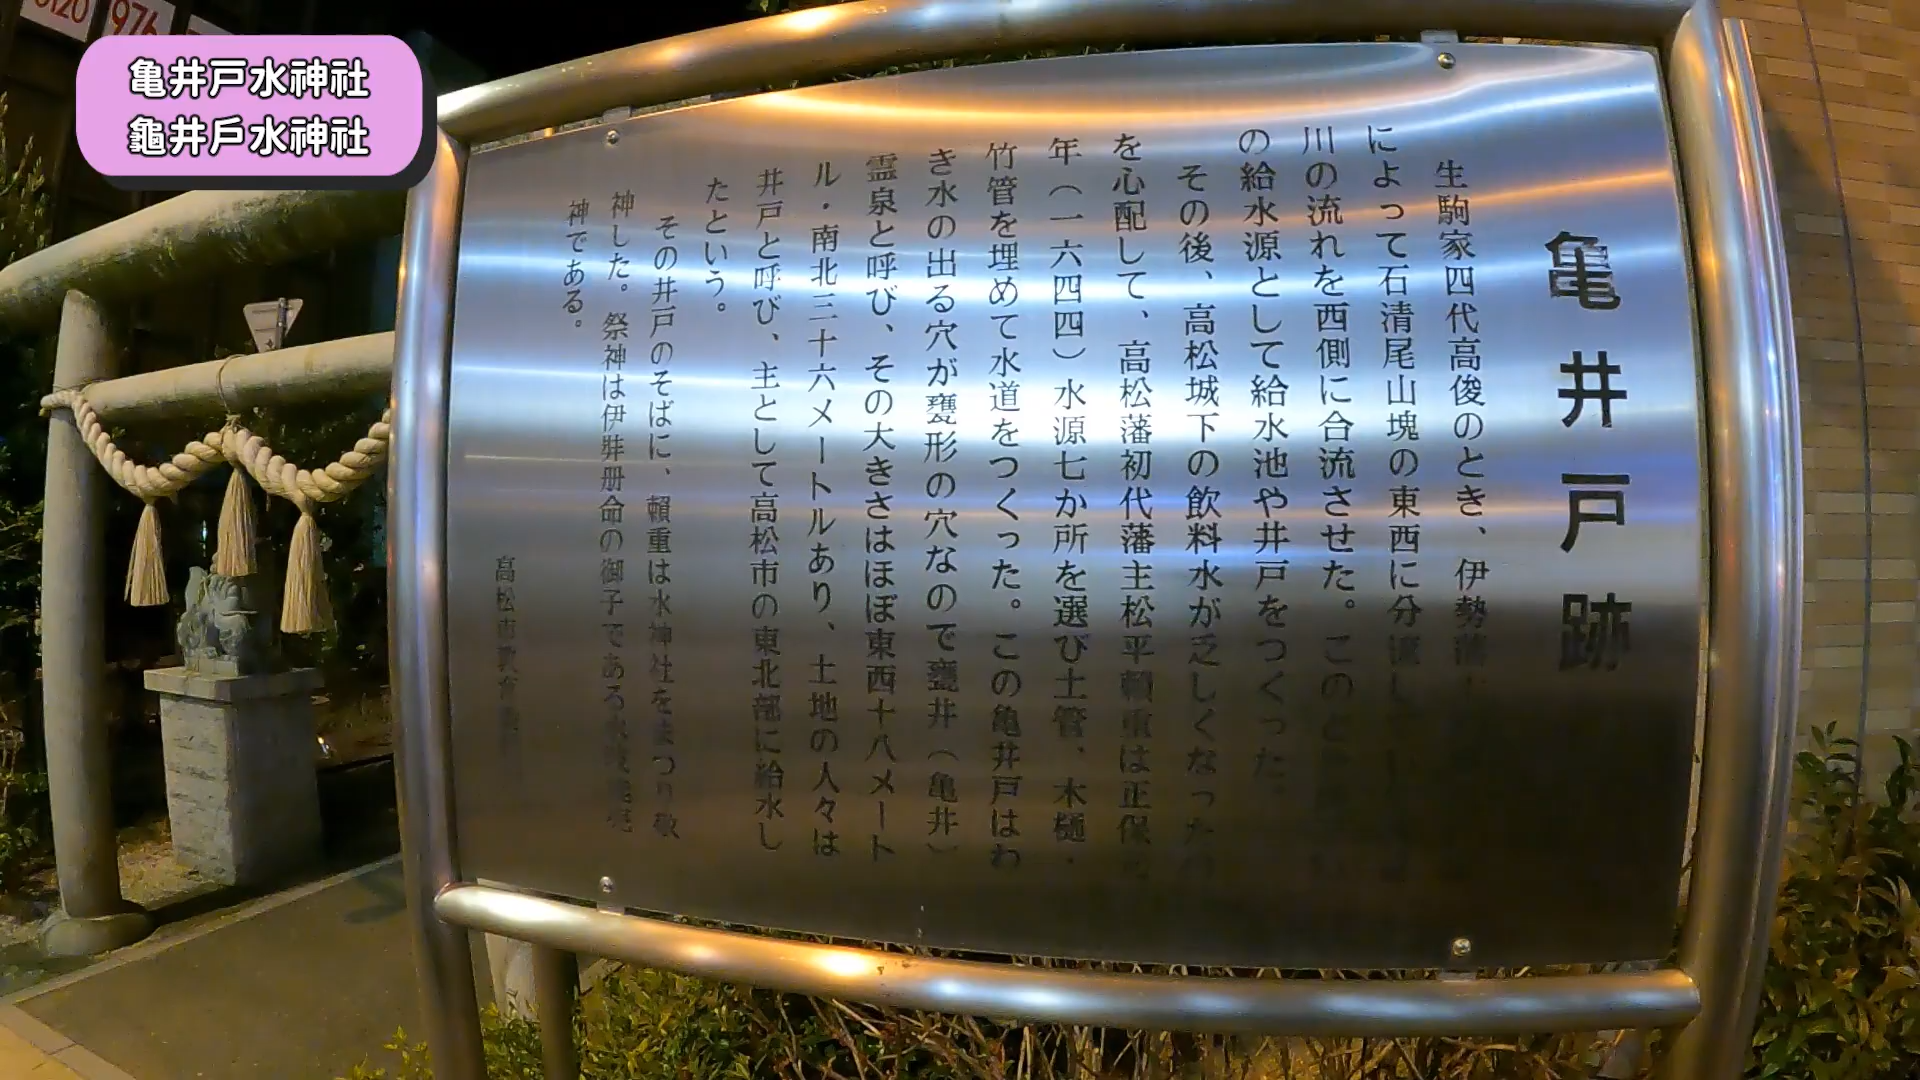 0120
976
亀井戸水神社
龜井戶水神社
亀井戸跡
生駒家四代高俊のとき、伊勢藩
によって石清尾山塊の東西に分流し
川の流れを西側に合流させた。このと
の給水源として給水池や井戸をつくった。
その後、高松城下の飲料水が乏しくなった
を心配して、高松藩初代藩主松平頼重は正保
年（一六四四）水源七か所を選び土管、木樋・
竹管を埋めて水道をつくった。この亀井戸はわ
き水の出る穴が甕形の穴なので甕井（亀井）
霊泉と呼び、その大きさはほぼ東西十八メート
ル・南北三十六メートルあり、土地の人々は
井戸と呼び、主として高松市の東北部に給水し
たという。
その井戸のそばに、頼重は水神社をまつり敬
神した。祭神は伊弉册命の御子である
神である。
高松市教育